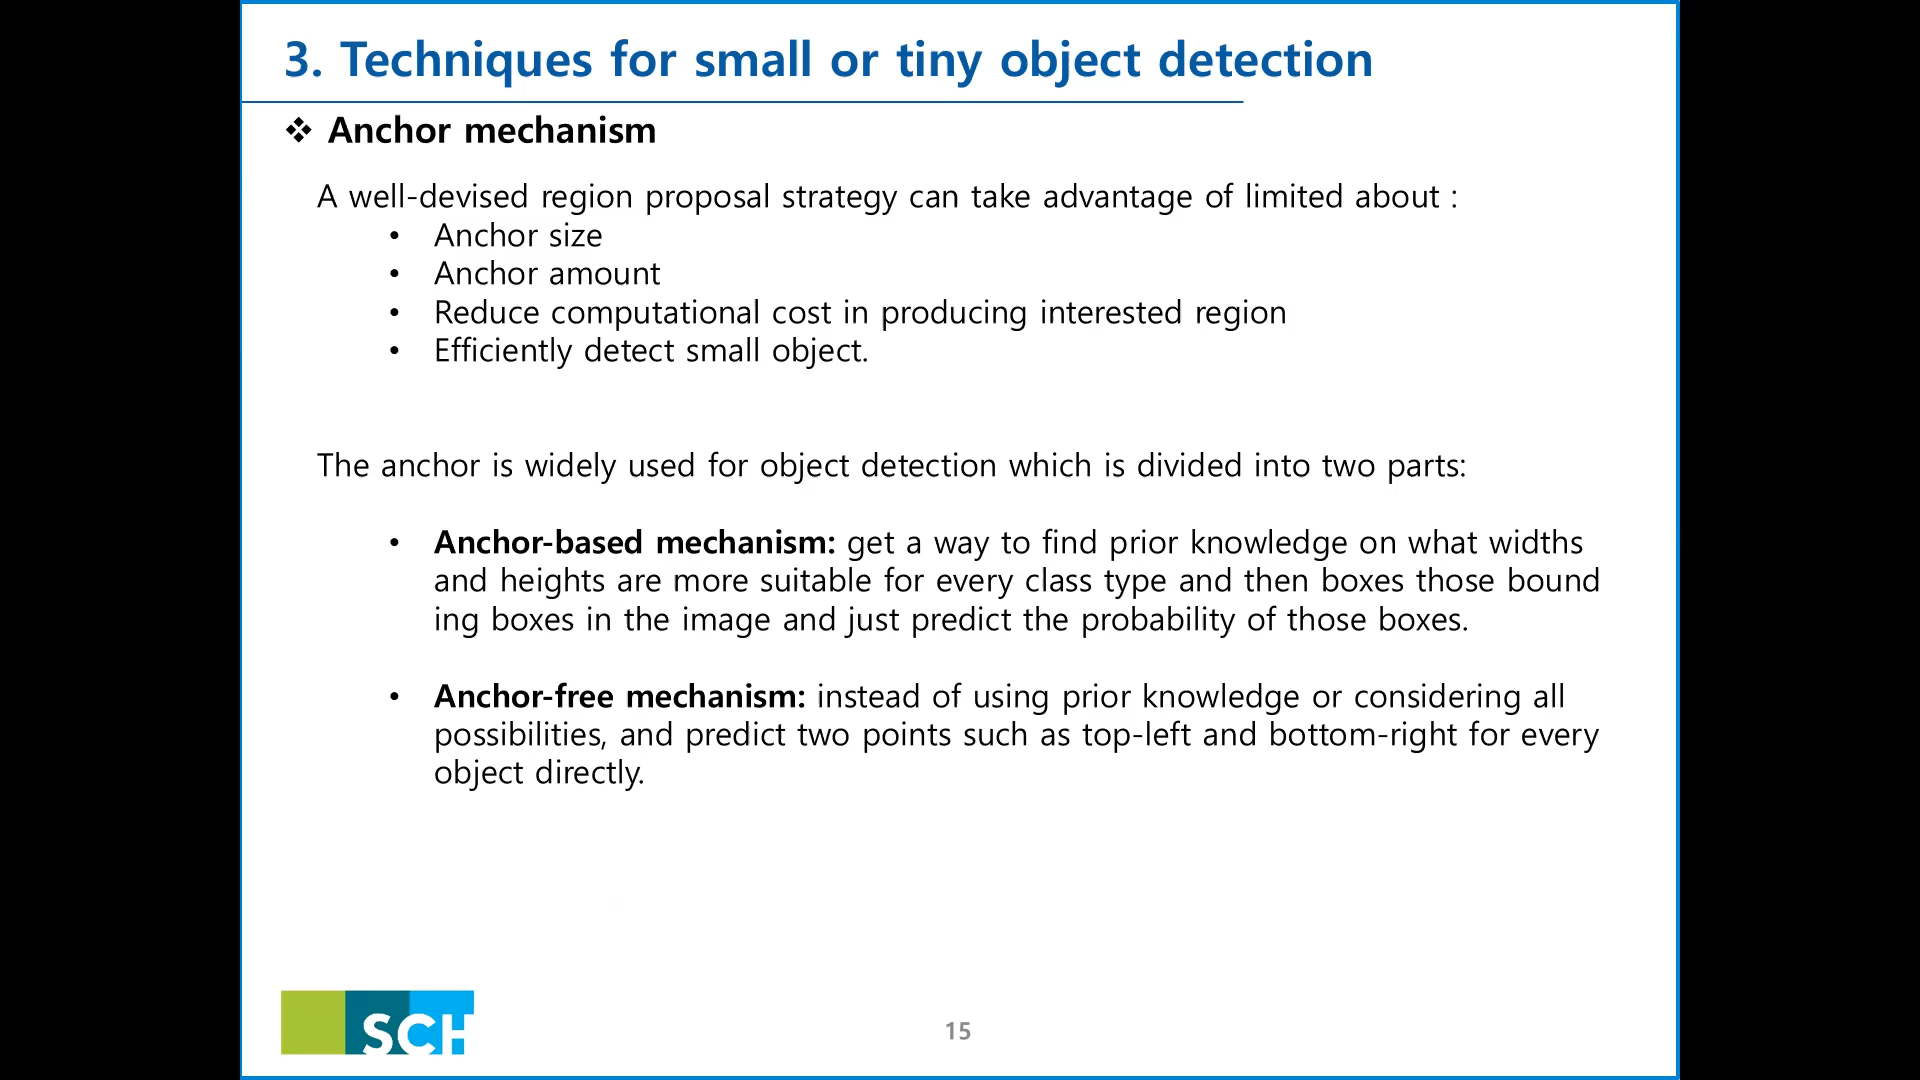 3. Techniques for small or tiny object detection
❖ Anchor mechanism
A well-devised region proposal strategy can take advantage of limited about :
• Anchor size
• Anchor amount
• Reduce computational cost in producing interested region
• Efficiently detect small object.
The anchor is widely used for object detection which is divided into two parts:
• Anchor-based mechanism: get a way to find prior knowledge on what widths
and heights are more suitable for every class type and then boxes those bound
ing boxes in the image and just predict the probability of those boxes.
• Anchor-free mechanism: instead of using prior knowledge or considering all
possibilities, and predict two points such as top-left and bottom-right for every
object directly.
SCH
15